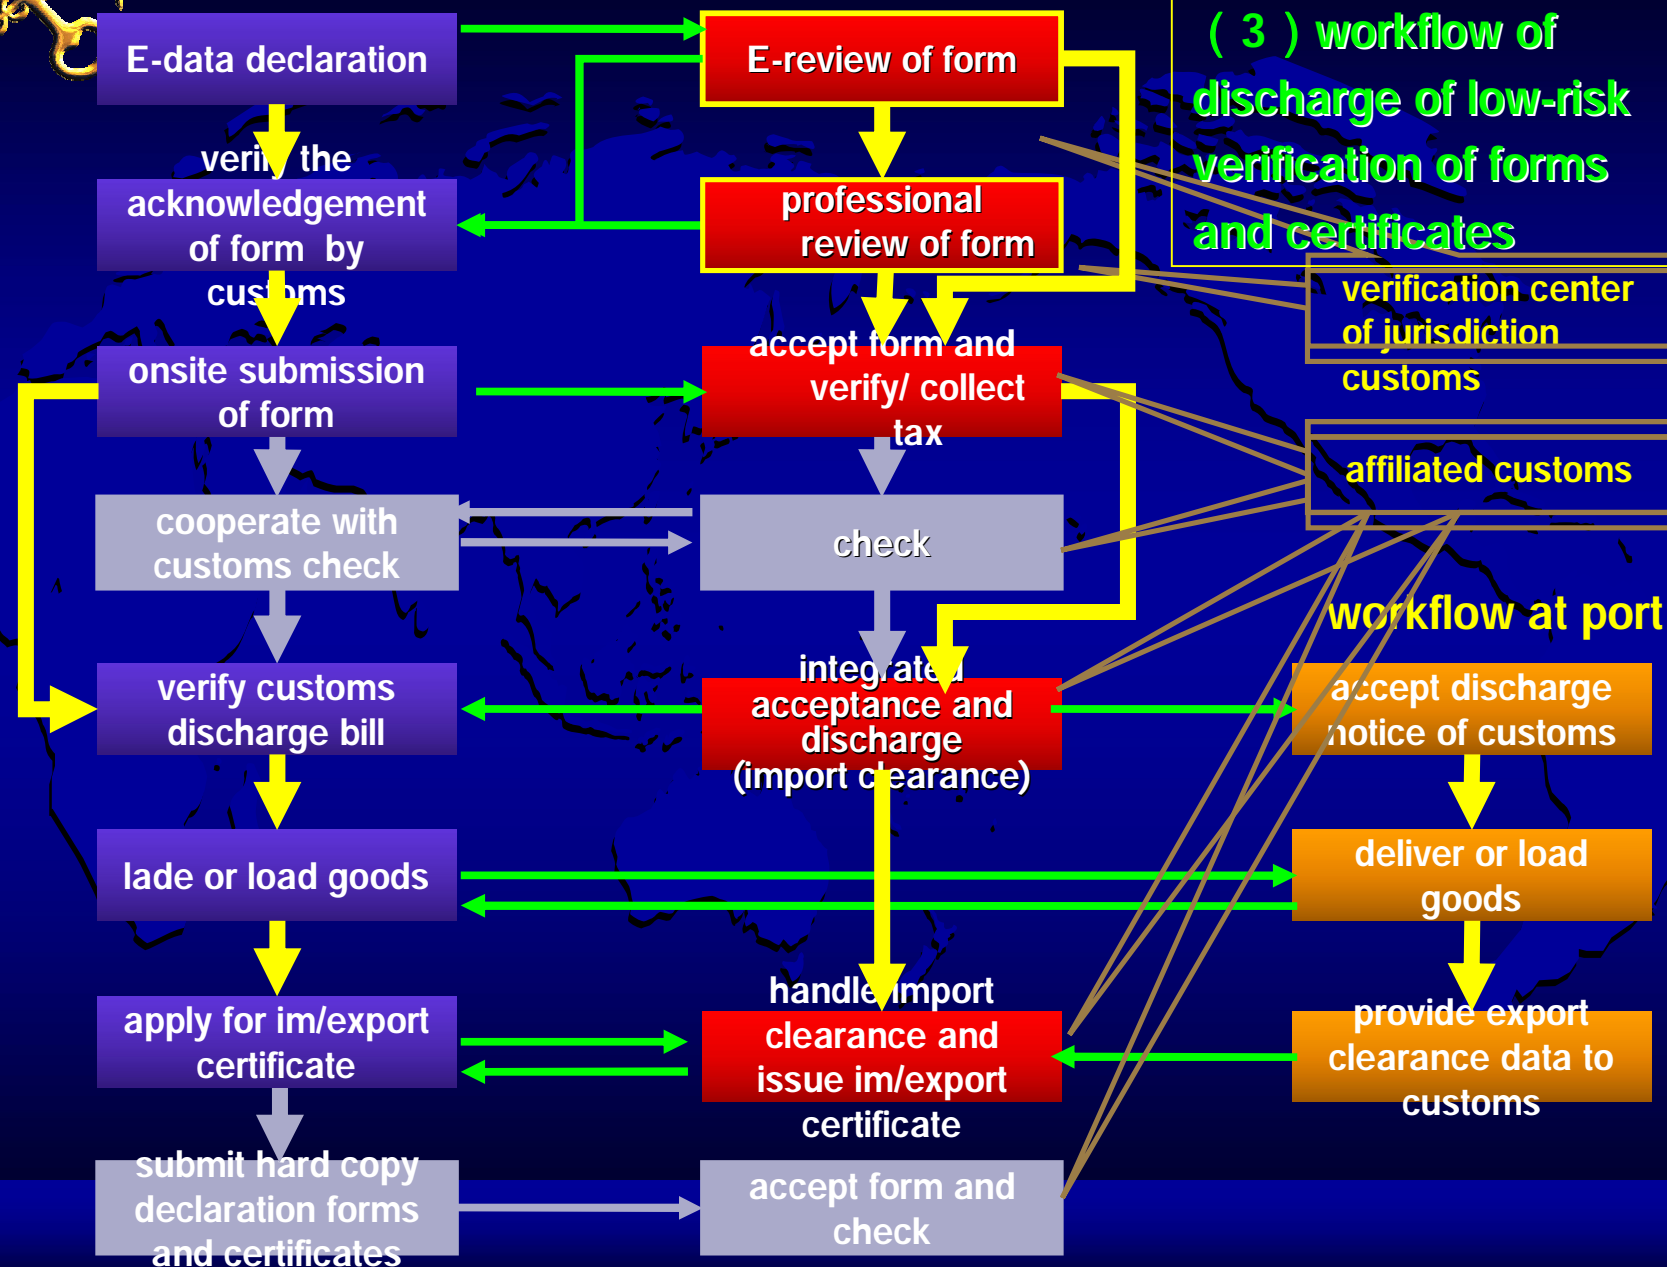 E-data declaration
verify the
acknowledgement
of form by
customs
onsite submission
of form
cooperate with
customs check
verify customs
discharge bill
lade or load goods
apply for im/export
certificate
submit hard copy
declaration forms
and certificates
E-review of form
professional
review of form
accept form and
verify/ collect
tax
check
integrated
acceptance and
discharge
(import clearance)
handle import
clearance and
issue im/export
certificate
accept form and
check
( 3 ) workflow of
discharge of low-risk
verification of forms
and certificates
verification center
of jurisdiction
customs
affiliated customs
workflow at port
accept discharge
notice of customs
deliver or load
goods
provide export
clearance data to
customs